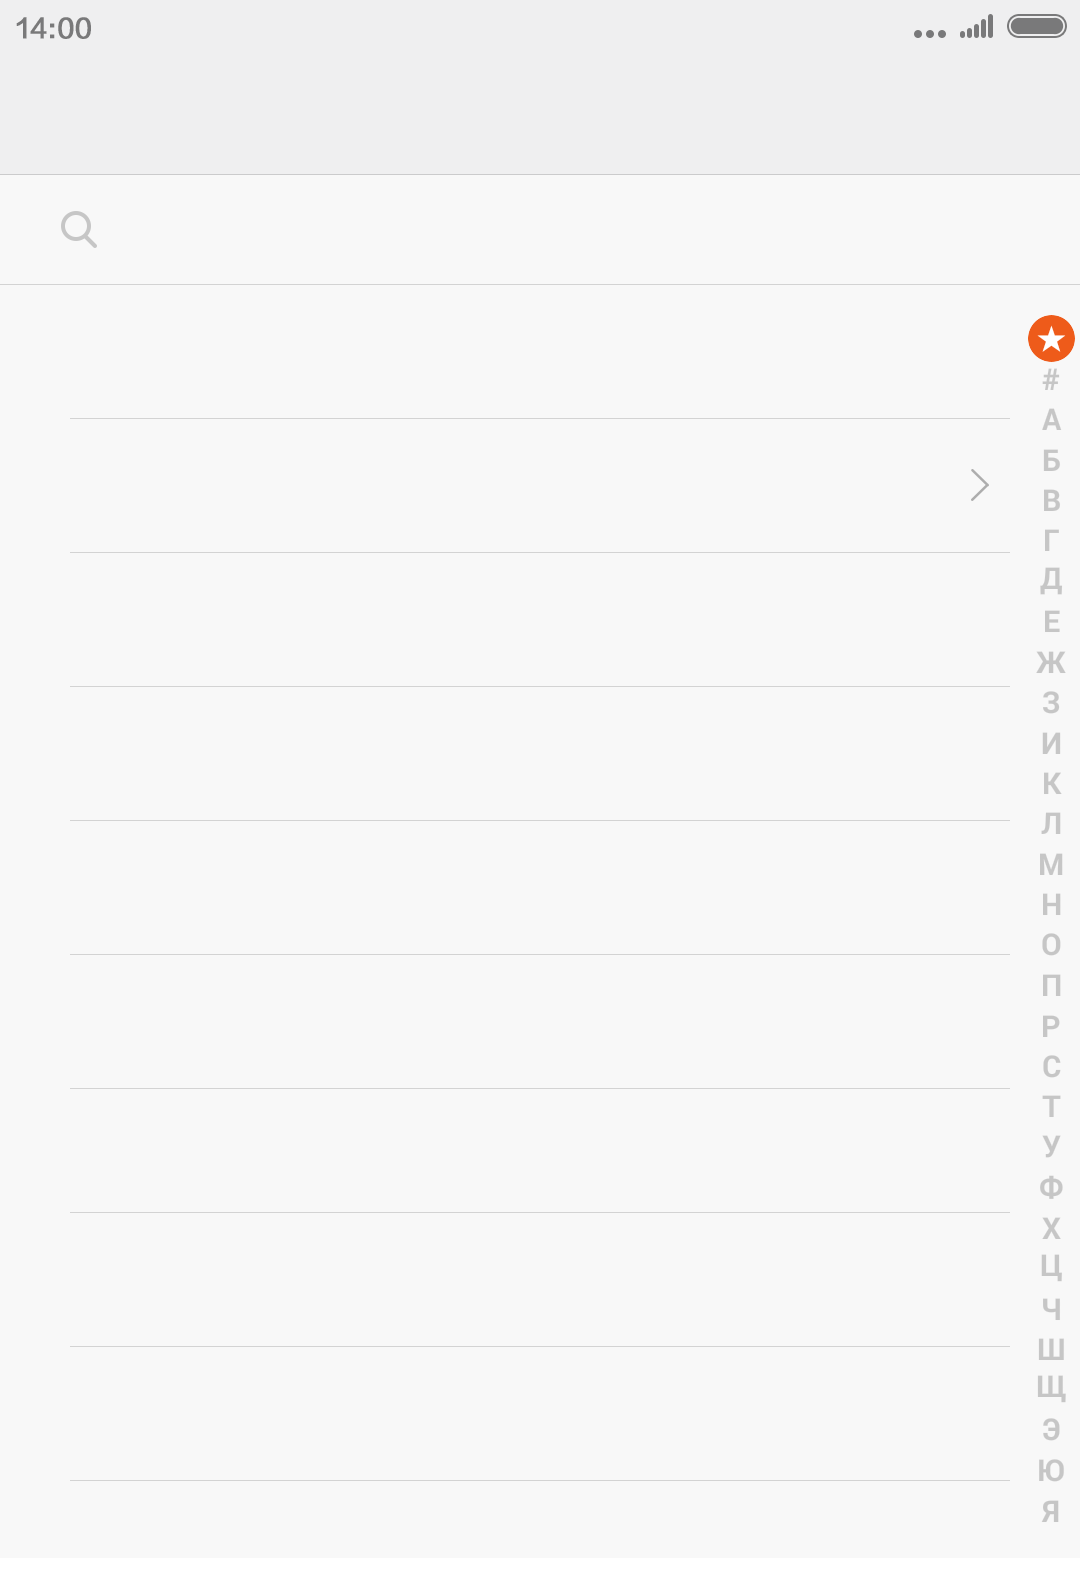 14:00
#
А
Б
В
Г
Д
Е
Ж
З
И
К
Л
М
Н
О
П
Р
С
Т
У
Ф
Х
Ц
Ч
Ш
Щ
Э
Ю
Я